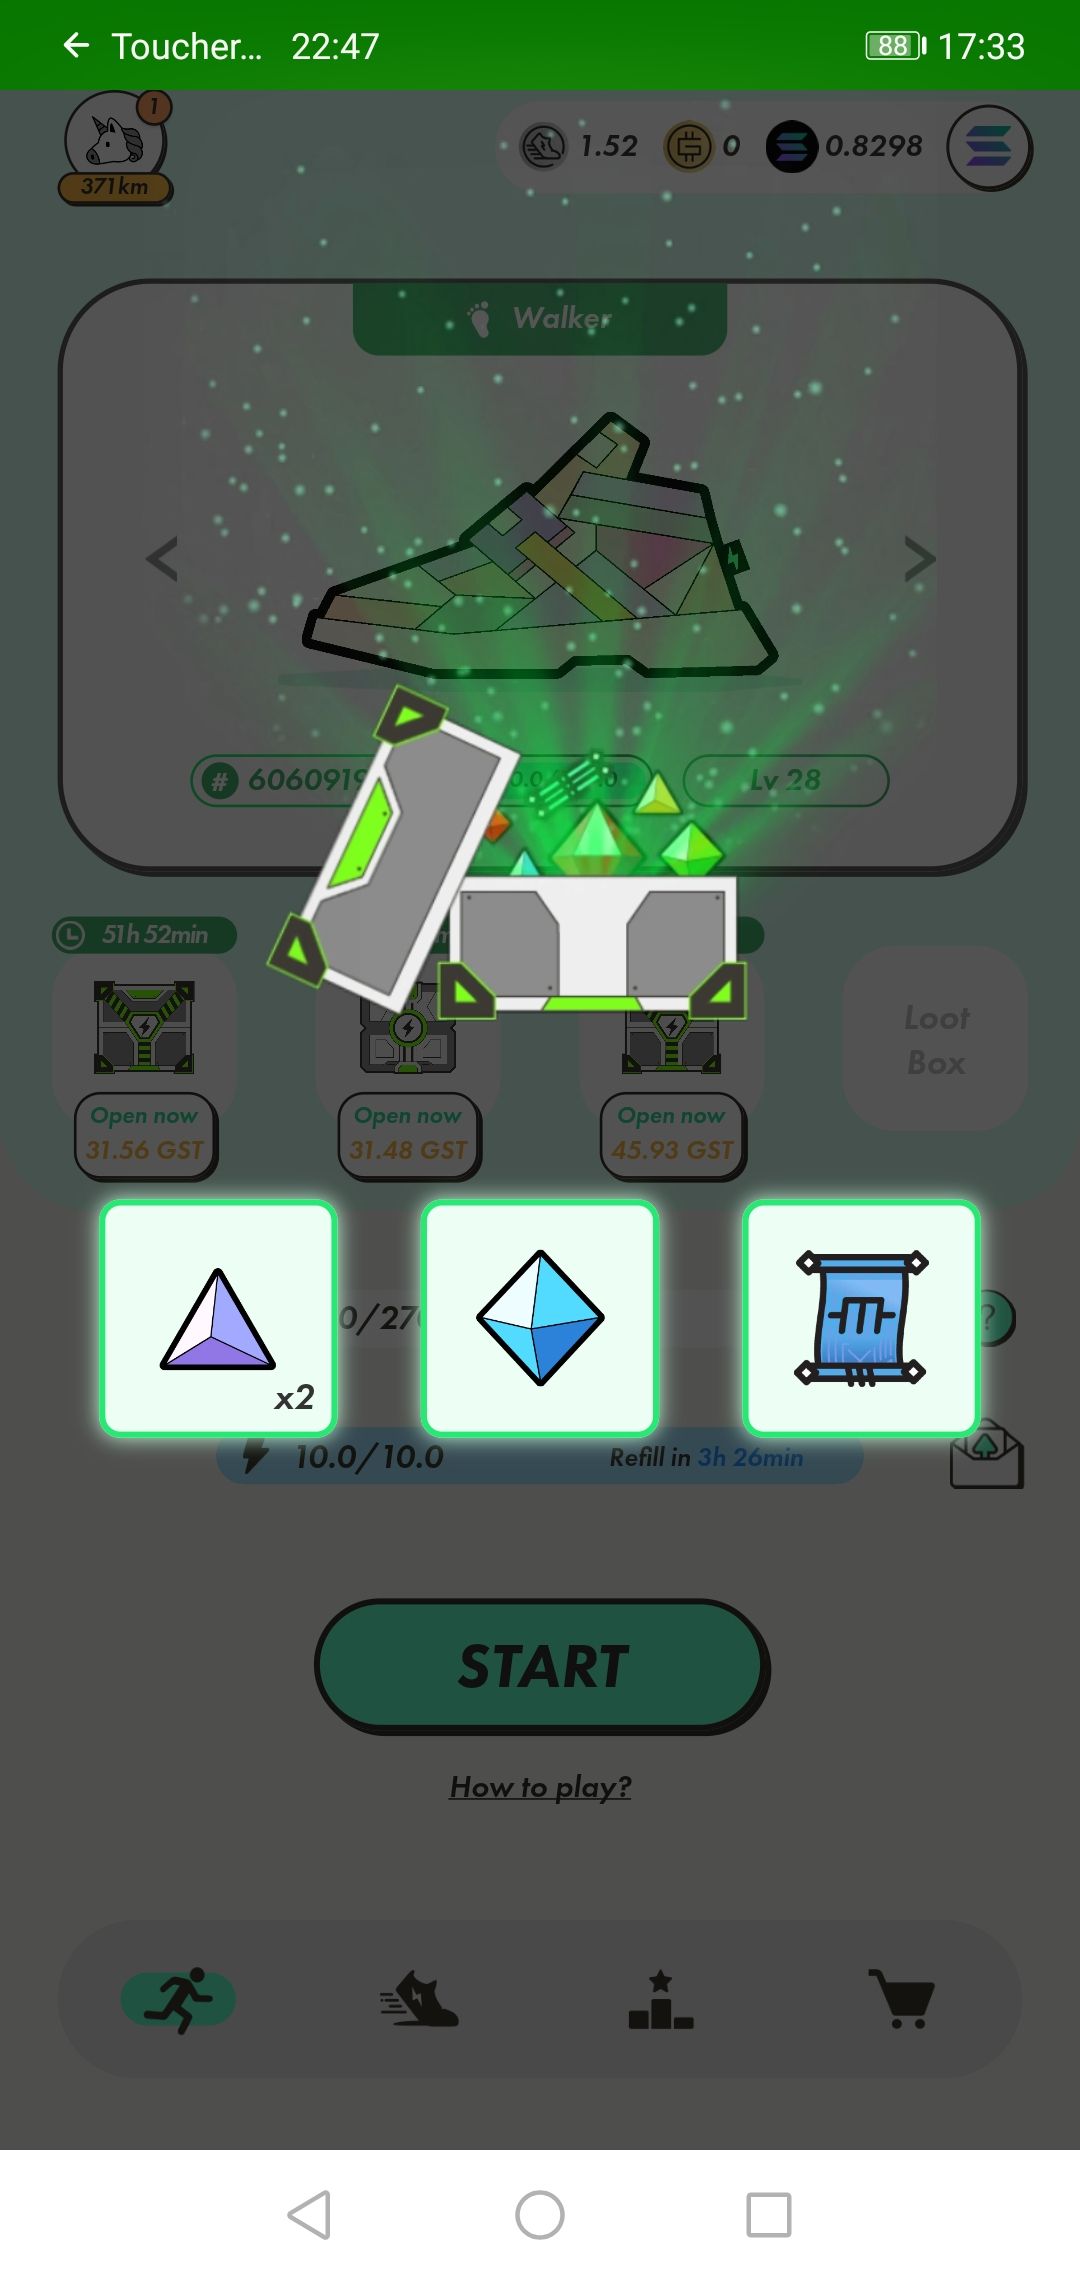 Toucher... 22:47 88 17:33
1
371km
1.52 0 0.8298
Walker
# 6060919 Lv 28
51h 52min
Loot
Box
Open now Open now Open now
31.56 GST 31.48 GST 45.93 GST
x2
?
10.0/10.0 Refill in 3h 26min
START
How to play?